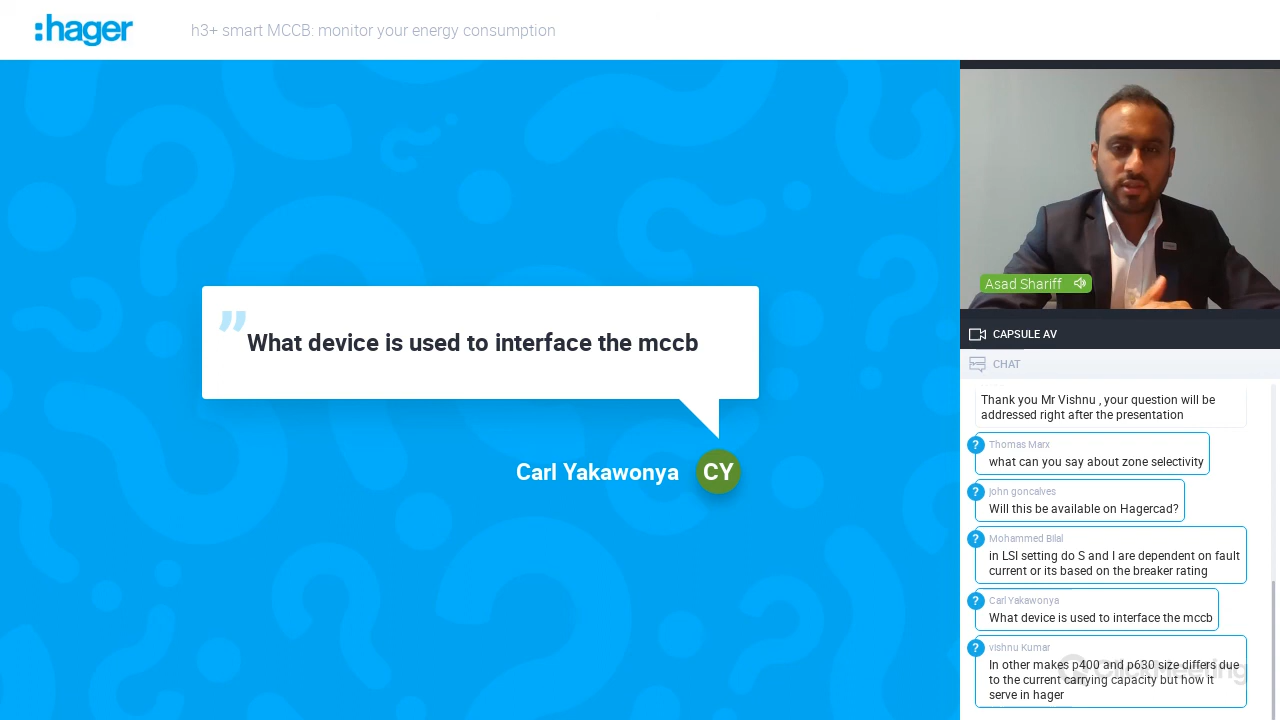 :hager
h3+ smart MCCB: monitor your energy consumption
”
What device is used to interface the mccb
Carl Yakawonya
CY
Asad Shariff
CAPSULE AV
CHAT
Thank you Mr Vishnu , your question will be
addressed right after the presentation
?
Thomas Marx
what can you say about zone selectivity
?
john goncalves
Will this be available on Hagercad?
?
Mohammed Bilal
in LSI setting do S and I are dependent on fault
current or its based on the breaker rating
?
Carl Yakawonya
What device is used to interface the mccb
?
vishnu Kumar
In other makes p400 and p630 size differs due
to the current carrying capacity but how it
serve in hager
ClickMeeting